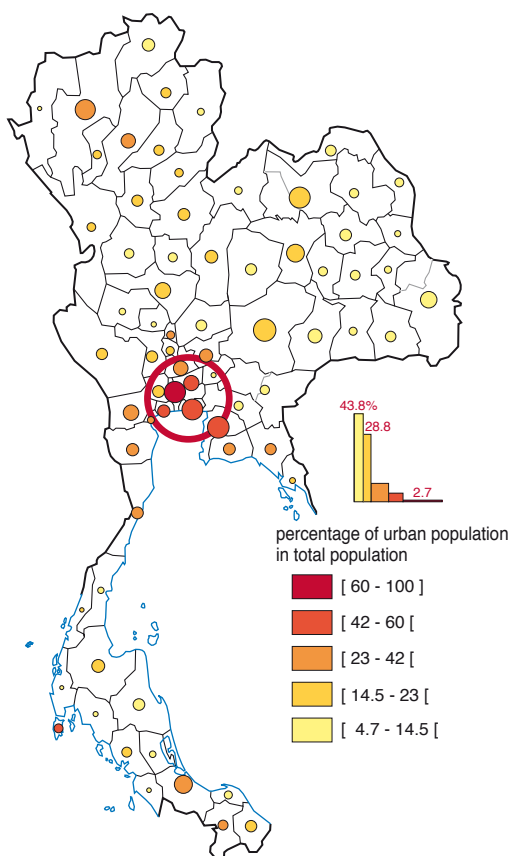 43.8%
28.8
2.7
percentage of urban population
in total population
[ 60 - 100 ]
[ 42 - 60 [
[ 23 - 42 [
[ 14.5 - 23 [
[ 4.7 - 14.5 [